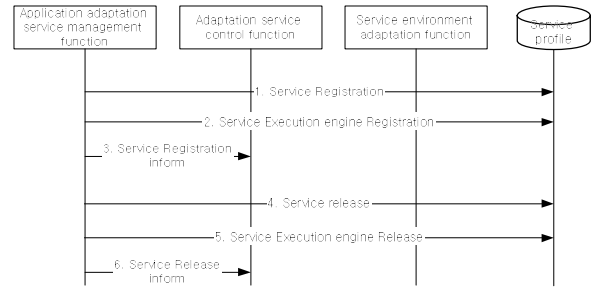 Application adaptation
service management
function
Adaptation service
control function
Service environment
adaptation function
Service
profile
1. Service Registration
2. Service Execution engine Registration
3. Service Registration
inform
4. Service release
5. Service Execution engine Release
6. Service Release
inform